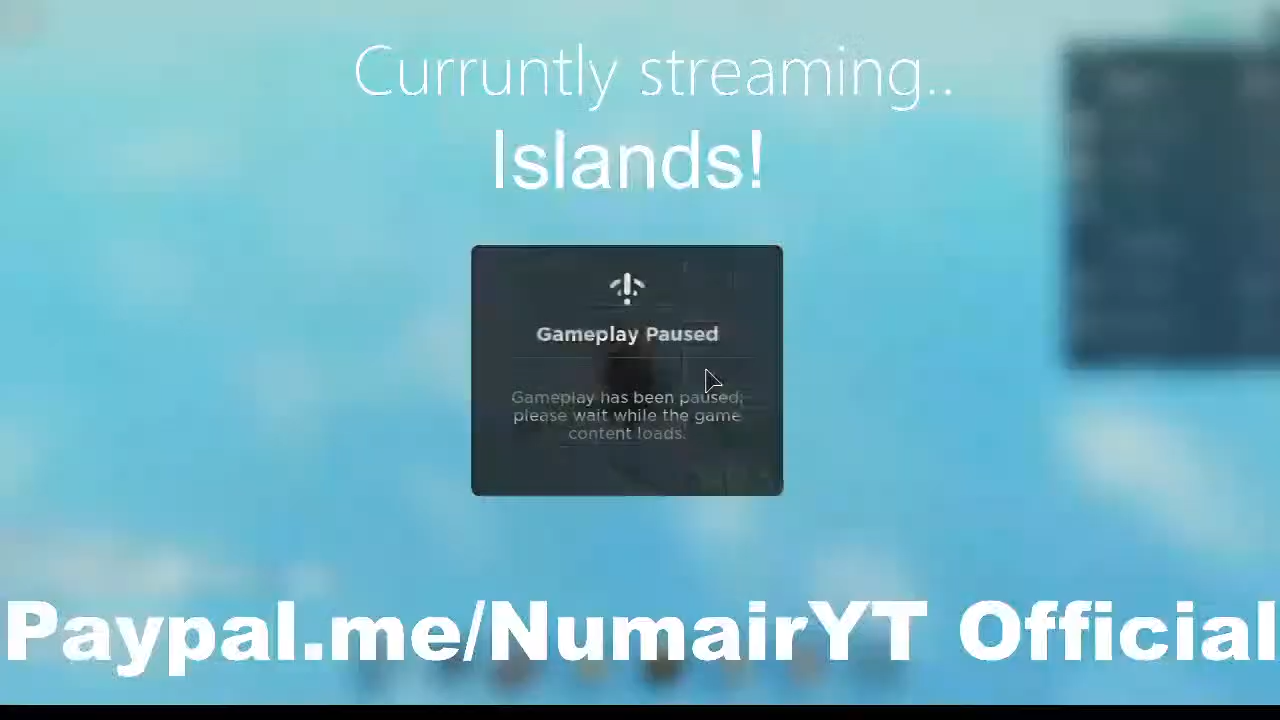 Curruntly streaming..
Islands!
Gameplay Paused
Gameplay has been paused,
please wait while the game
content loads.
Paypal.me/NumairYT Official